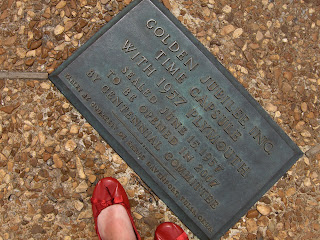 GOLDEN JUBILEE INC.
TIME CAPSULE
WITH 1957 PLYMOUTH
SEALED JUNE 15, 1957
TO BE OPENED IN 2007
BY CENTENNIAL COMMITTEE